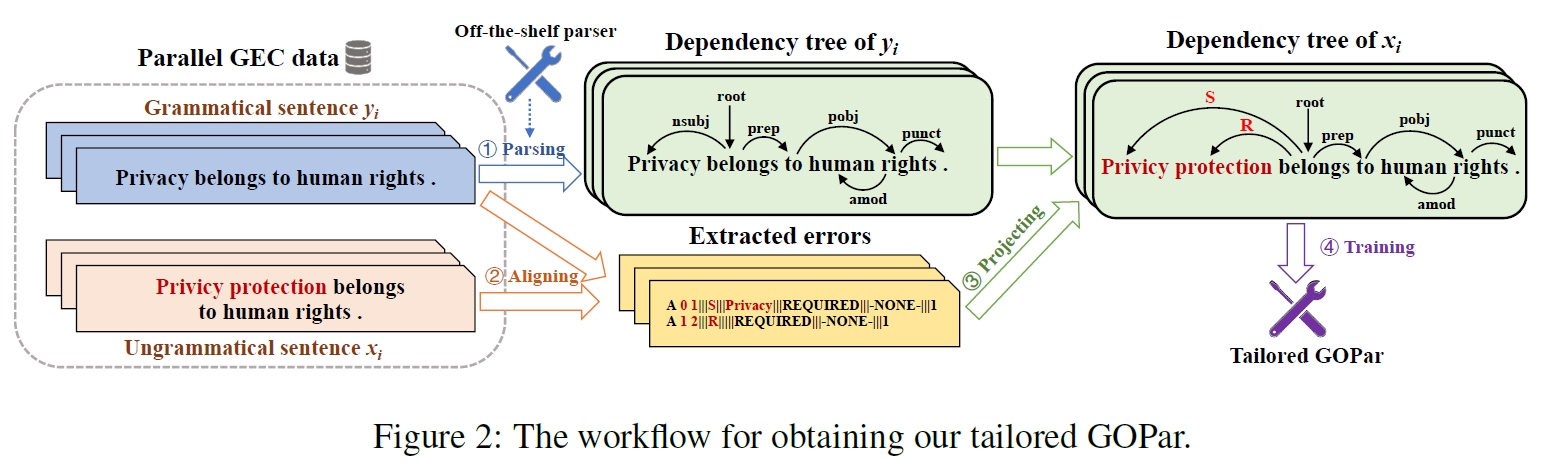 Parallel GEC data
Grammatical sentence yi
Privacy belongs to human rights .
Privicy protection belongs
to human rights .
Ungrammatical sentence xi
Off-the-shelf parser
① Parsing
② Aligning
Dependency tree of yi
root
nsubj
prep
pobj
punct
Privacy belongs to human rights .
amod
Extracted errors
A 0 1|||S|||Privacy|||REQUIRED|||-NONE-|||1
A 1 2|||R|||||REQUIRED|||-NONE-|||1
③ Projecting
Dependency tree of xi
S
root
R
prep
pobj
punct
Privicy protection belongs to human rights .
amod
④ Training
Tailored GOPar
Figure 2: The workflow for obtaining our tailored GOPar.